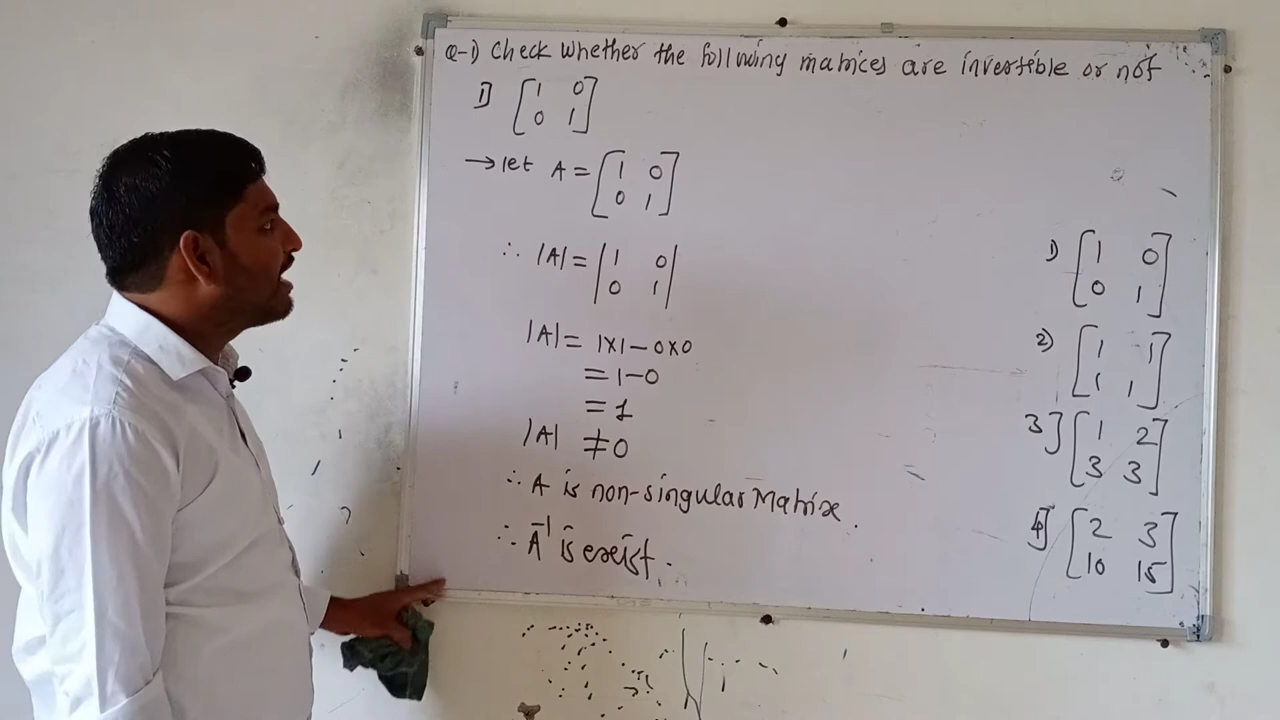 Q-1) Check whether the following matrices are invertible or not
1] [1 0
0 1]
→ let A = [1 0
0 1]
∴ |A| = |1 0
0 1|
|A| = 1×1-0×0
= 1-0
= 1
|A| ≠ 0
∴ A is non-singular Matrix.
∴ A⁻¹ is exist.
1) [1 0
0 1]
2) [1 1
1 1]
3] [1 2
3 3]
4] [2 3
10 15]